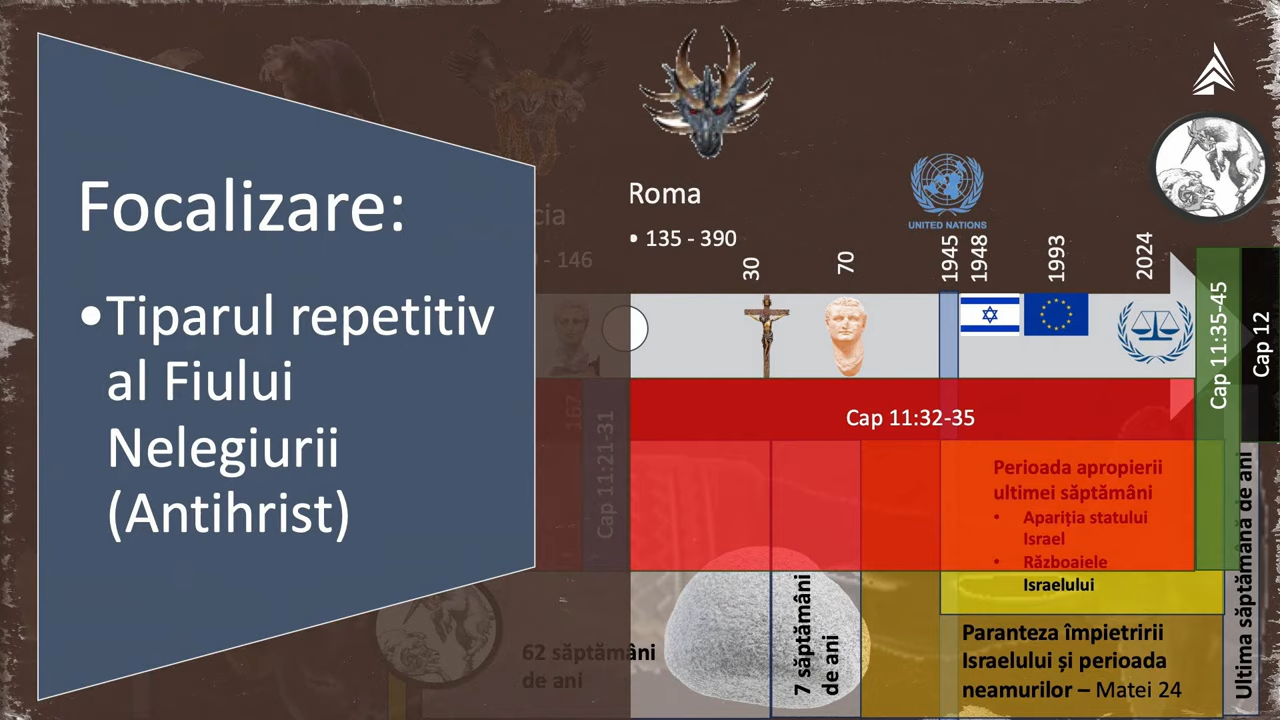 Focalizare:
•Tiparul repetitiv
al Fiului
Nelegiurii
(Antihrist)
cia
- 146
Roma
• 135 - 390
UNITED NATIONS
30
70
1945
1948
1993
2024
167
Cap 11:21-31
Cap 11:32-35
Cap 11:35-45
Cap 12
Perioada apropierii
ultimei săptămâni
• Apariția statului
Israel
• Războaiele
Israelului
62 săptămâni
de ani
7 săptămâni
de ani
Paranteza împietririi
Israelului și perioada
neamurilor – Matei 24
Ultima săptămână de ani